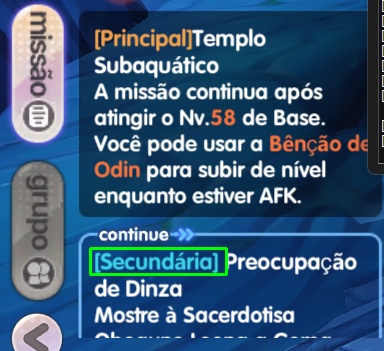 missão
[Principal]Templo
Subaquático
A missão continua após
atingir o Nv.58 de Base.
Você pode usar a Bênção de
Odin para subir de nível
enquanto estiver AFK.
grupo
continue
[Secundária] Preocupação
de Dinza
Mostre à Sacerdotisa